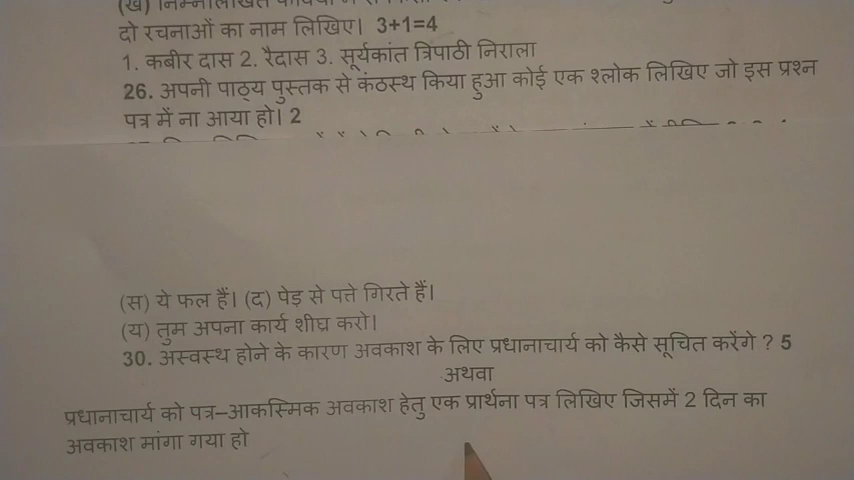 (ख) निम्नलिखित
दो रचनाओं का नाम लिखिए। 3+1=4
1. कबीर दास 2. रैदास 3. सूर्यकांत त्रिपाठी निराला
26. अपनी पाठ्य पुस्तक से कंठस्थ किया हुआ कोई एक श्लोक लिखिए जो इस प्रश्न
पत्र में ना आया हो। 2
(स) ये फल हैं। (द) पेड़ से पत्ते गिरते हैं।
(य) तुम अपना कार्य शीघ्र करो।
30. अस्वस्थ होने के कारण अवकाश के लिए प्रधानाचार्य को कैसे सूचित करेंगे ? 5
अथवा
प्रधानाचार्य को पत्र–आकस्मिक अवकाश हेतु एक प्रार्थना पत्र लिखिए जिसमें 2 दिन का
अवकाश मांगा गया हो